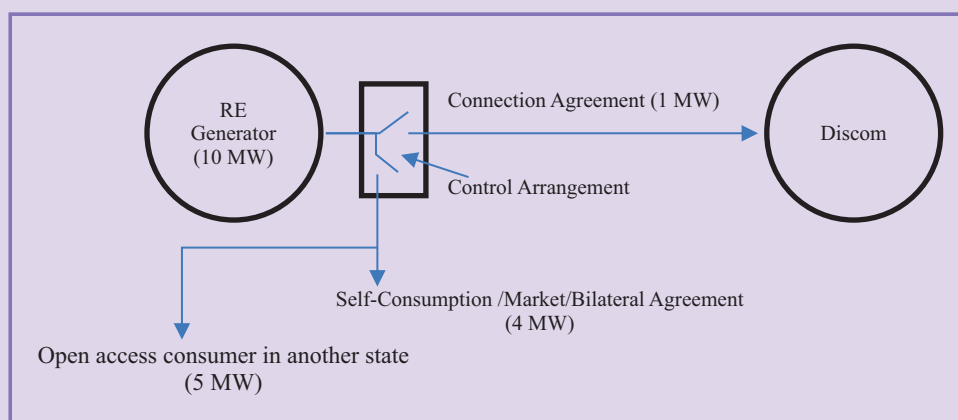 RE
Generator
(10 MW)
Connection Agreement (1 MW)
Discom
Control Arrangement
Self-Consumption /Market/Bilateral Agreement
(4 MW)
Open access consumer in another state
(5 MW)